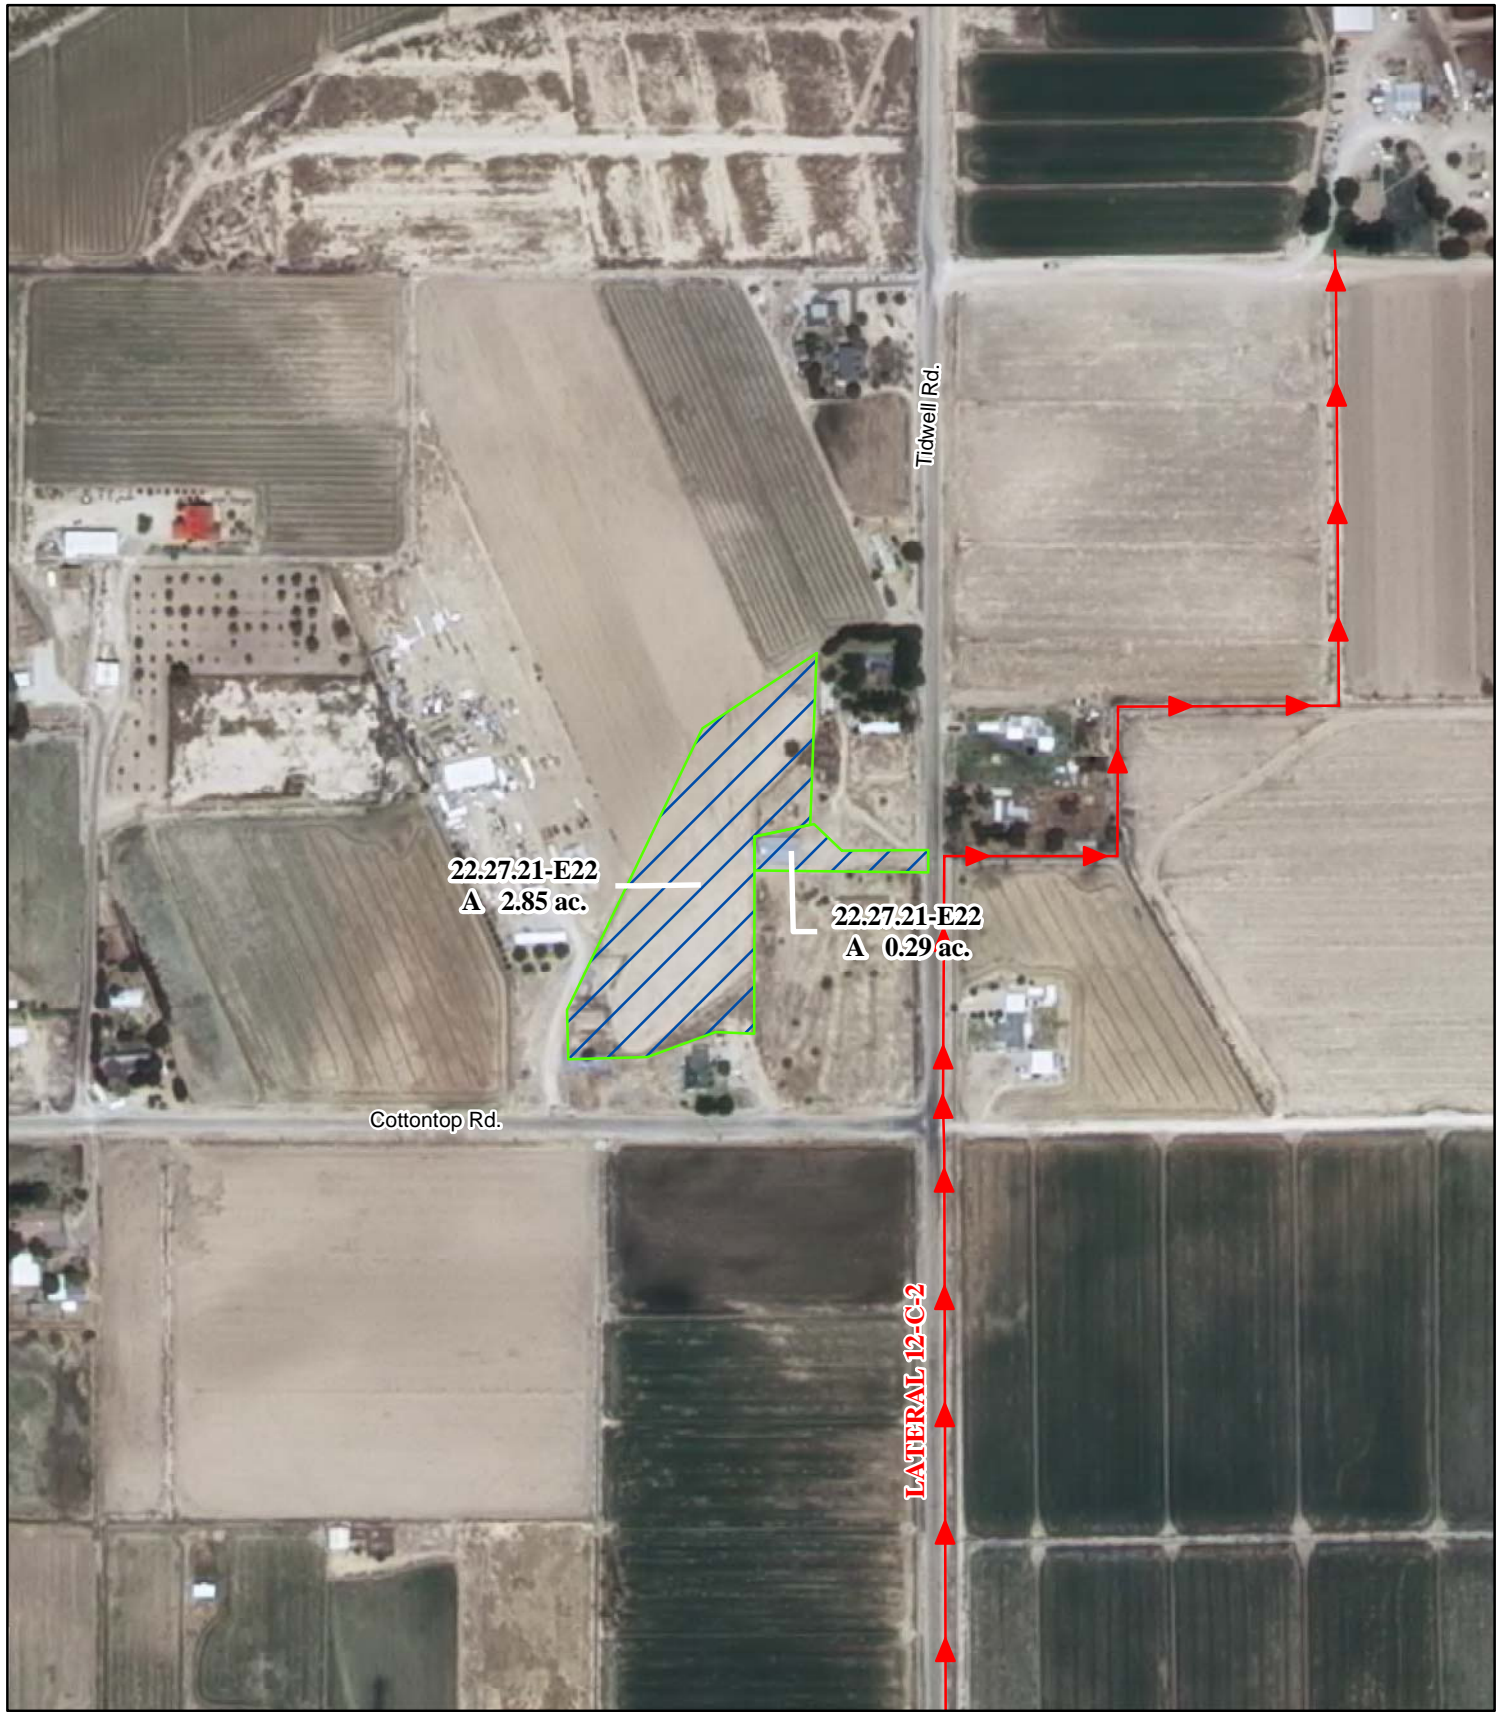 Tidwell Rd.
22.27.21-E22
A 2.85 ac.
22.27.21-E22
A 0.29 ac.
Cottontop Rd.
LATERAL 12-C-2